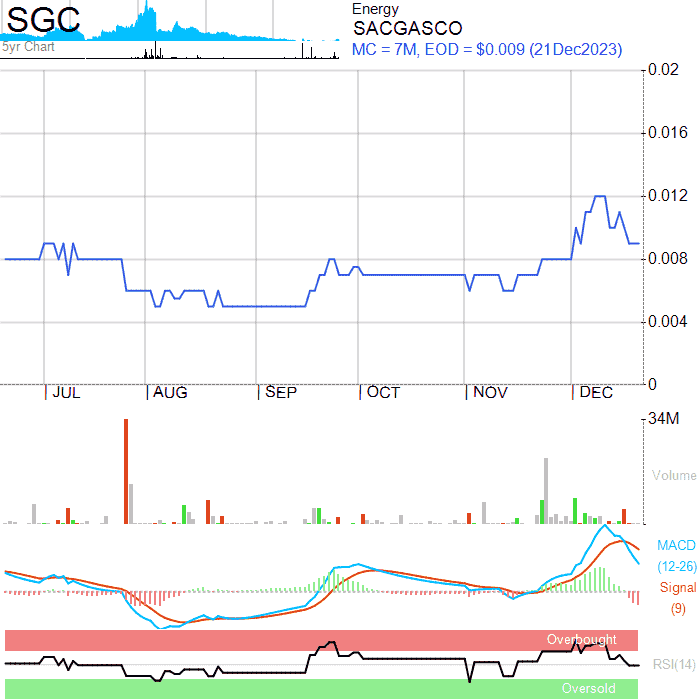 SGC
5yr Chart
Energy
SACGASCO
MC = 7M, EOD = $0.009 (21Dec2023)
0.02
0.016
0.012
0.008
0.004
0
JUL AUG SEP OCT NOV DEC
34M
Volume
MACD
(12-26)
Signal
(9)
Overbought
RSI(14)
Oversold